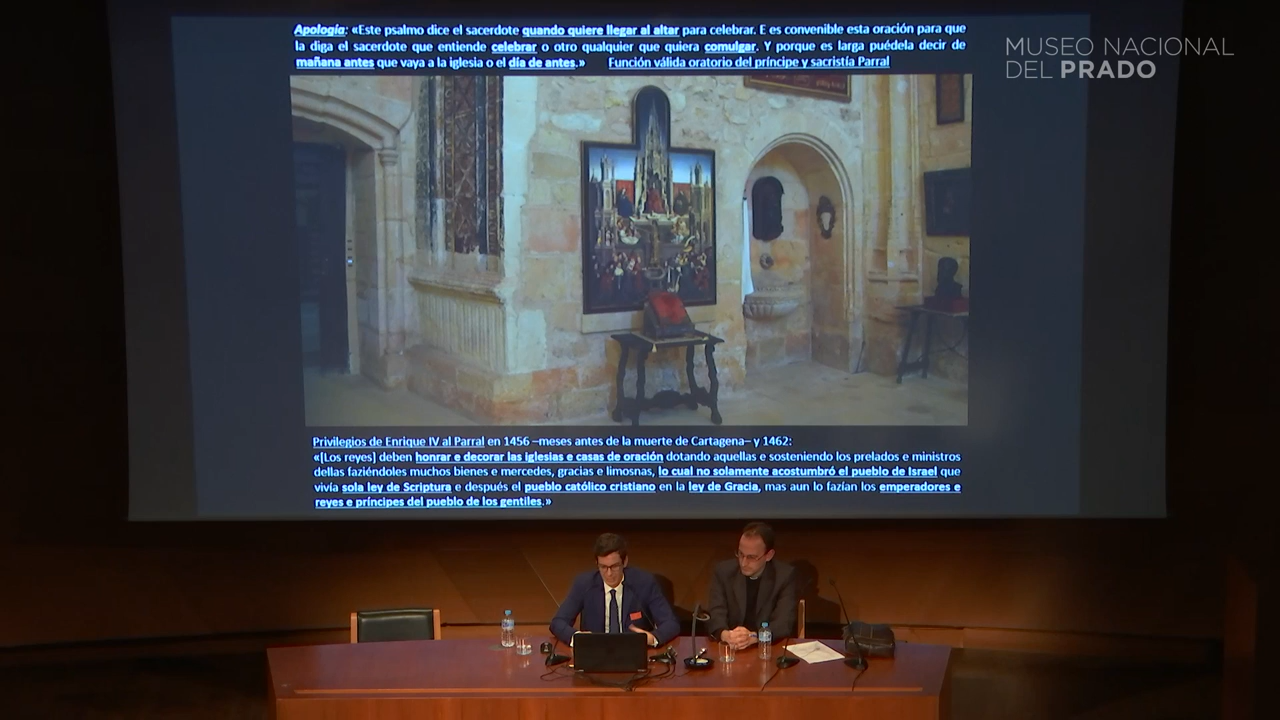 Apología: «Este psalmo dice el sacerdote quando quiere llegar al altar para celebrar. E es convenible esta oración para que
la diga el sacerdote que entiende celebrar o otro qualquier que quiera comulgar. Y porque es larga puédela decir de
mañana antes que vaya a la iglesia o el día de antes.» Función válida oratorio del príncipe y sacristía Parral
MUSEO NACIONAL
DEL PRADO
Privilegios de Enrique IV al Parral en 1456 –meses antes de la muerte de Cartagena– y 1462:
«[Los reyes] deben honrar e decorar las iglesias e casas de oración dotando aquellas e sosteniendo los prelados e ministros
dellas faziéndoles muchos bienes e mercedes, gracias e limosnas, lo cual no solamente acostumbró el pueblo de Israel que
vivía sola ley de Scriptura e después el pueblo católico cristiano en la ley de Gracia, mas aun lo fazían los emperadores e
reyes e príncipes del pueblo de los gentiles.»